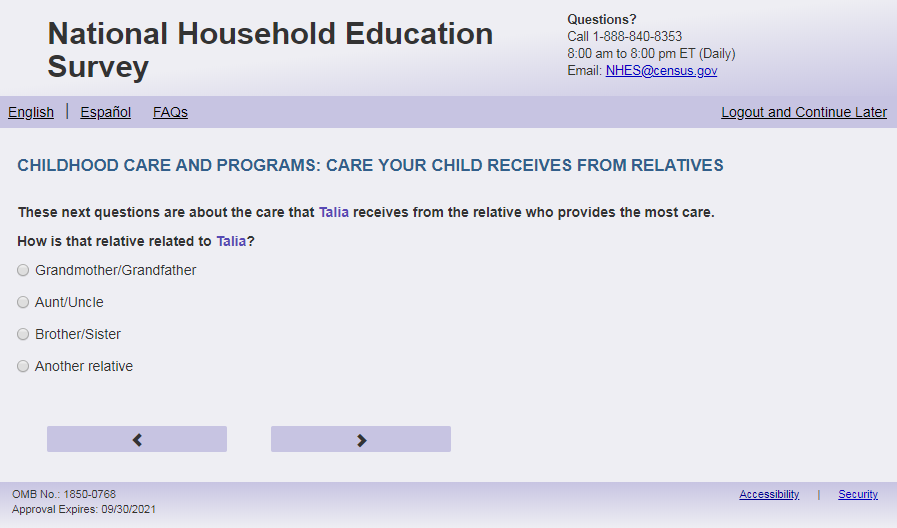 National Household Education
Survey
Questions?
Call 1-888-840-8353
8:00 am to 8:00 pm ET (Daily)
Email: NHES@census.gov
English | Español FAQs Logout and Continue Later
CHILDHOOD CARE AND PROGRAMS: CARE YOUR CHILD RECEIVES FROM RELATIVES
These next questions are about the care that Talia receives from the relative who provides the most care.
How is that relative related to Talia?
Grandmother/Grandfather
Aunt/Uncle
Brother/Sister
Another relative
OMB No.: 1850-0768
Approval Expires: 09/30/2021
Accessibility | Security